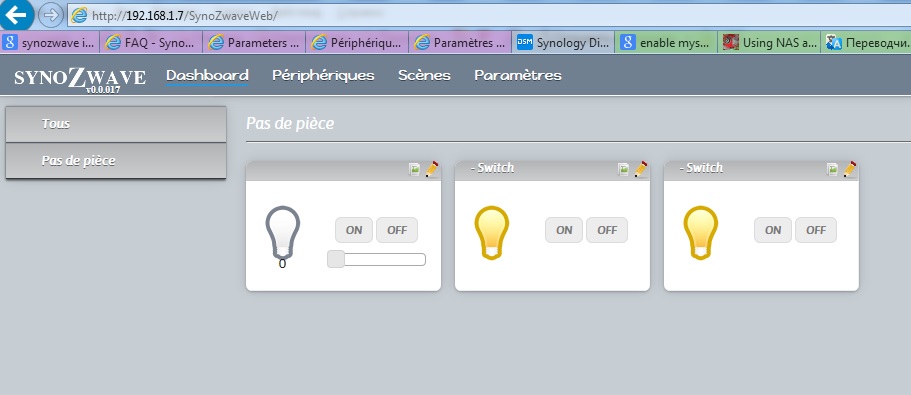 http://192.168.1.7/SynoZwaveWeb/
synozwave i... FAQ - Syno... Parameters ... Périphériqu... Paramètres ... DSM Synology Di... enable mys... Using NAS a... Переводчи...
SYNOZWAVE Dashboard Périphériques Scènes Paramètres
v0.0.017
Tous
Pas de pièce
Pas de pièce
- Switch - Switch
ON OFF ON OFF ON OFF
0